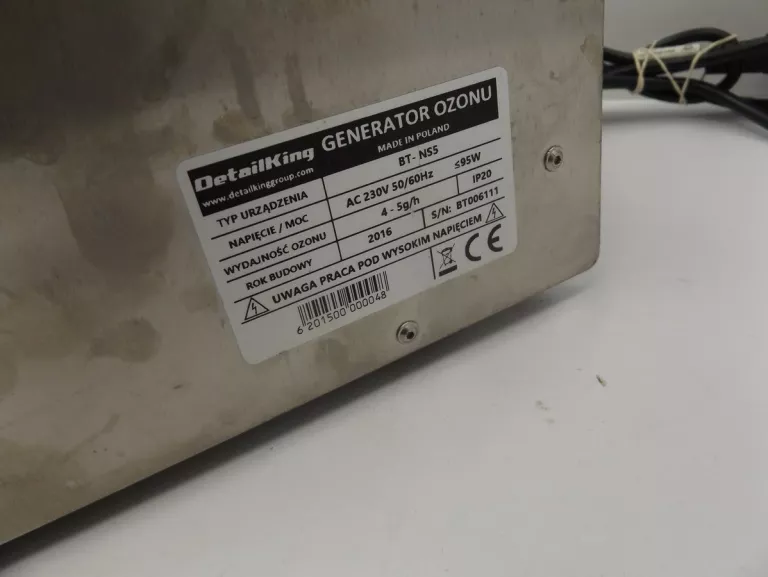 DetailKing GENERATOR OZONU
www.detailkinggroup.com MADE IN POLAND
TYP URZĄDZENIA BT- NS5
NAPIĘCIE / MOC AC 230V 50/60Hz ≤95W
WYDAJNOŚĆ OZONU 4 - 5g/h IP20
ROK BUDOWY 2016 S/N: BT006111
UWAGA PRACA POD WYSOKIM NAPIĘCIEM
CE
6 201500 000048